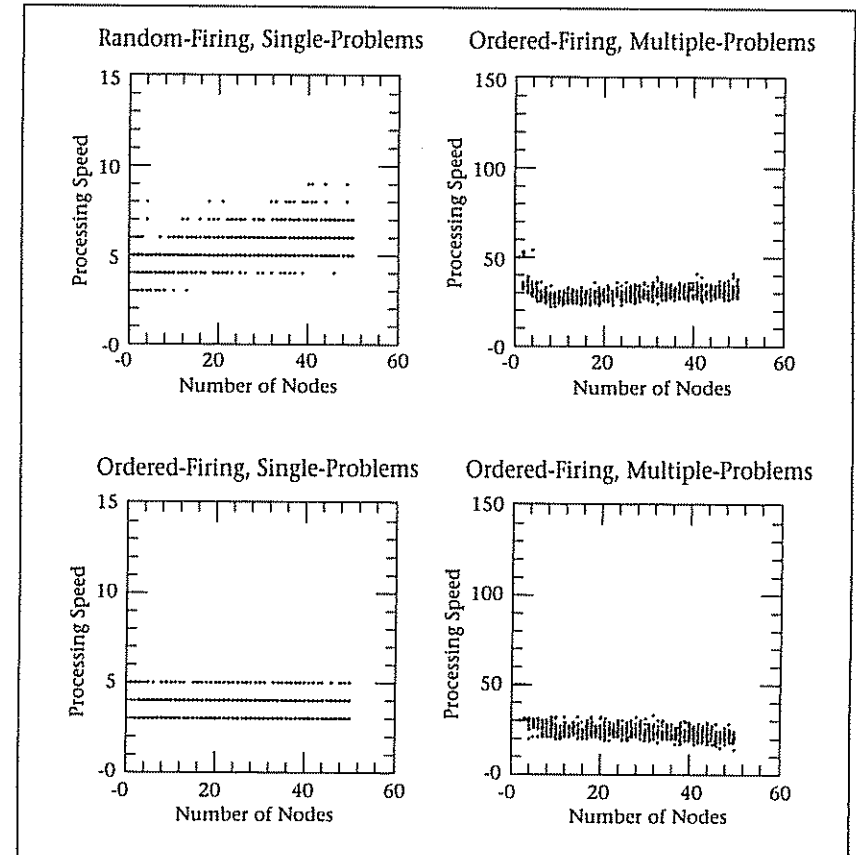 Random-Firing, Single-Problems
15
10
5
-0
Processing Speed
-0 20 40 60
Number of Nodes
Ordered-Firing, Multiple-Problems
150
100
50
-0
Processing Speed
-0 20 40 60
Number of Nodes
Ordered-Firing, Single-Problems
15
10
5
-0
Processing Speed
-0 20 40 60
Number of Nodes
Ordered-Firing, Multiple-Problems
150
100
50
-0
Processing Speed
-0 20 40 60
Number of Nodes